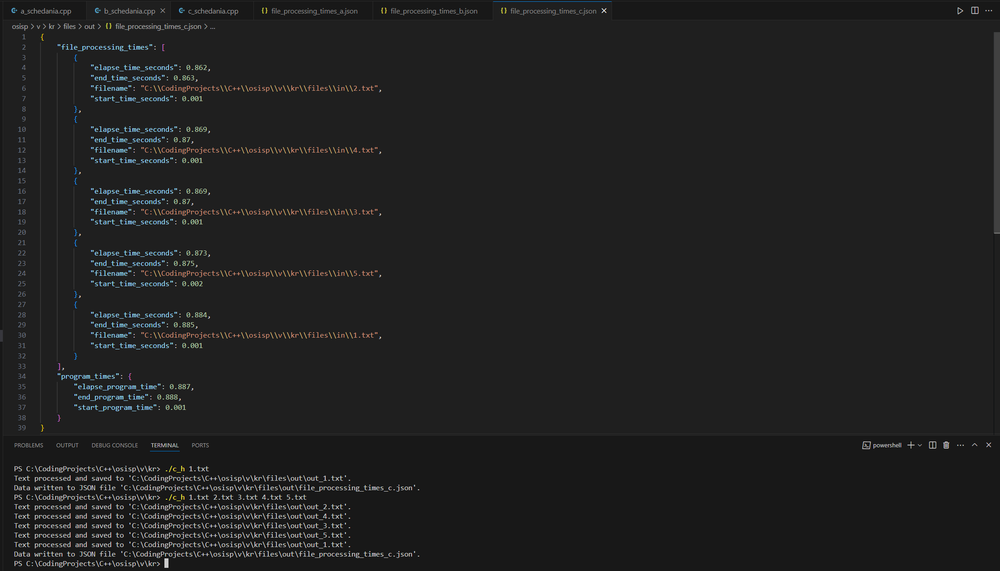 a_schedania.cpp b_schedania.cpp c_schedania.cpp {} file_processing_times_a.json {} file_processing_times_b.json {} file_processing_times_c.json
osisp > v > kr > files > out > {} file_processing_times_c.json > ...
1 {
2 "file_processing_times": [
3 {
4 "elapse_time_seconds": 0.862,
5 "end_time_seconds": 0.863,
6 "filename": "C:\\CodingProjects\\C++\\osisp\\v\\kr\\files\\in\\2.txt",
7 "start_time_seconds": 0.001
8 },
9 {
10 "elapse_time_seconds": 0.869,
11 "end_time_seconds": 0.87,
12 "filename": "C:\\CodingProjects\\C++\\osisp\\v\\kr\\files\\in\\4.txt",
13 "start_time_seconds": 0.001
14 },
15 {
16 "elapse_time_seconds": 0.869,
17 "end_time_seconds": 0.87,
18 "filename": "C:\\CodingProjects\\C++\\osisp\\v\\kr\\files\\in\\3.txt",
19 "start_time_seconds": 0.001
20 },
21 {
22 "elapse_time_seconds": 0.873,
23 "end_time_seconds": 0.875,
24 "filename": "C:\\CodingProjects\\C++\\osisp\\v\\kr\\files\\in\\5.txt",
25 "start_time_seconds": 0.002
26 },
27 {
28 "elapse_time_seconds": 0.884,
29 "end_time_seconds": 0.885,
30 "filename": "C:\\CodingProjects\\C++\\osisp\\v\\kr\\files\\in\\1.txt",
31 "start_time_seconds": 0.001
32 }
33 ],
34 "program_times": {
35 "elapse_program_time": 0.887,
36 "end_program_time": 0.888,
37 "start_program_time": 0.001
38 }
39 }
PROBLEMS OUTPUT DEBUG CONSOLE TERMINAL PORTS powershell
PS C:\CodingProjects\C++\osisp\v\kr> ./c_h 1.txt
Text processed and saved to 'C:\CodingProjects\C++\osisp\v\kr\files\out\out_1.txt'.
Data written to JSON file 'C:\CodingProjects\C++\osisp\v\kr\files\out\file_processing_times_c.json'.
PS C:\CodingProjects\C++\osisp\v\kr> ./c_h 1.txt 2.txt 3.txt 4.txt 5.txt
Text processed and saved to 'C:\CodingProjects\C++\osisp\v\kr\files\out\out_2.txt'.
Text processed and saved to 'C:\CodingProjects\C++\osisp\v\kr\files\out\out_4.txt'.
Text processed and saved to 'C:\CodingProjects\C++\osisp\v\kr\files\out\out_3.txt'.
Text processed and saved to 'C:\CodingProjects\C++\osisp\v\kr\files\out\out_5.txt'.
Text processed and saved to 'C:\CodingProjects\C++\osisp\v\kr\files\out\out_1.txt'.
Data written to JSON file 'C:\CodingProjects\C++\osisp\v\kr\files\out\file_processing_times_c.json'.
PS C:\CodingProjects\C++\osisp\v\kr>